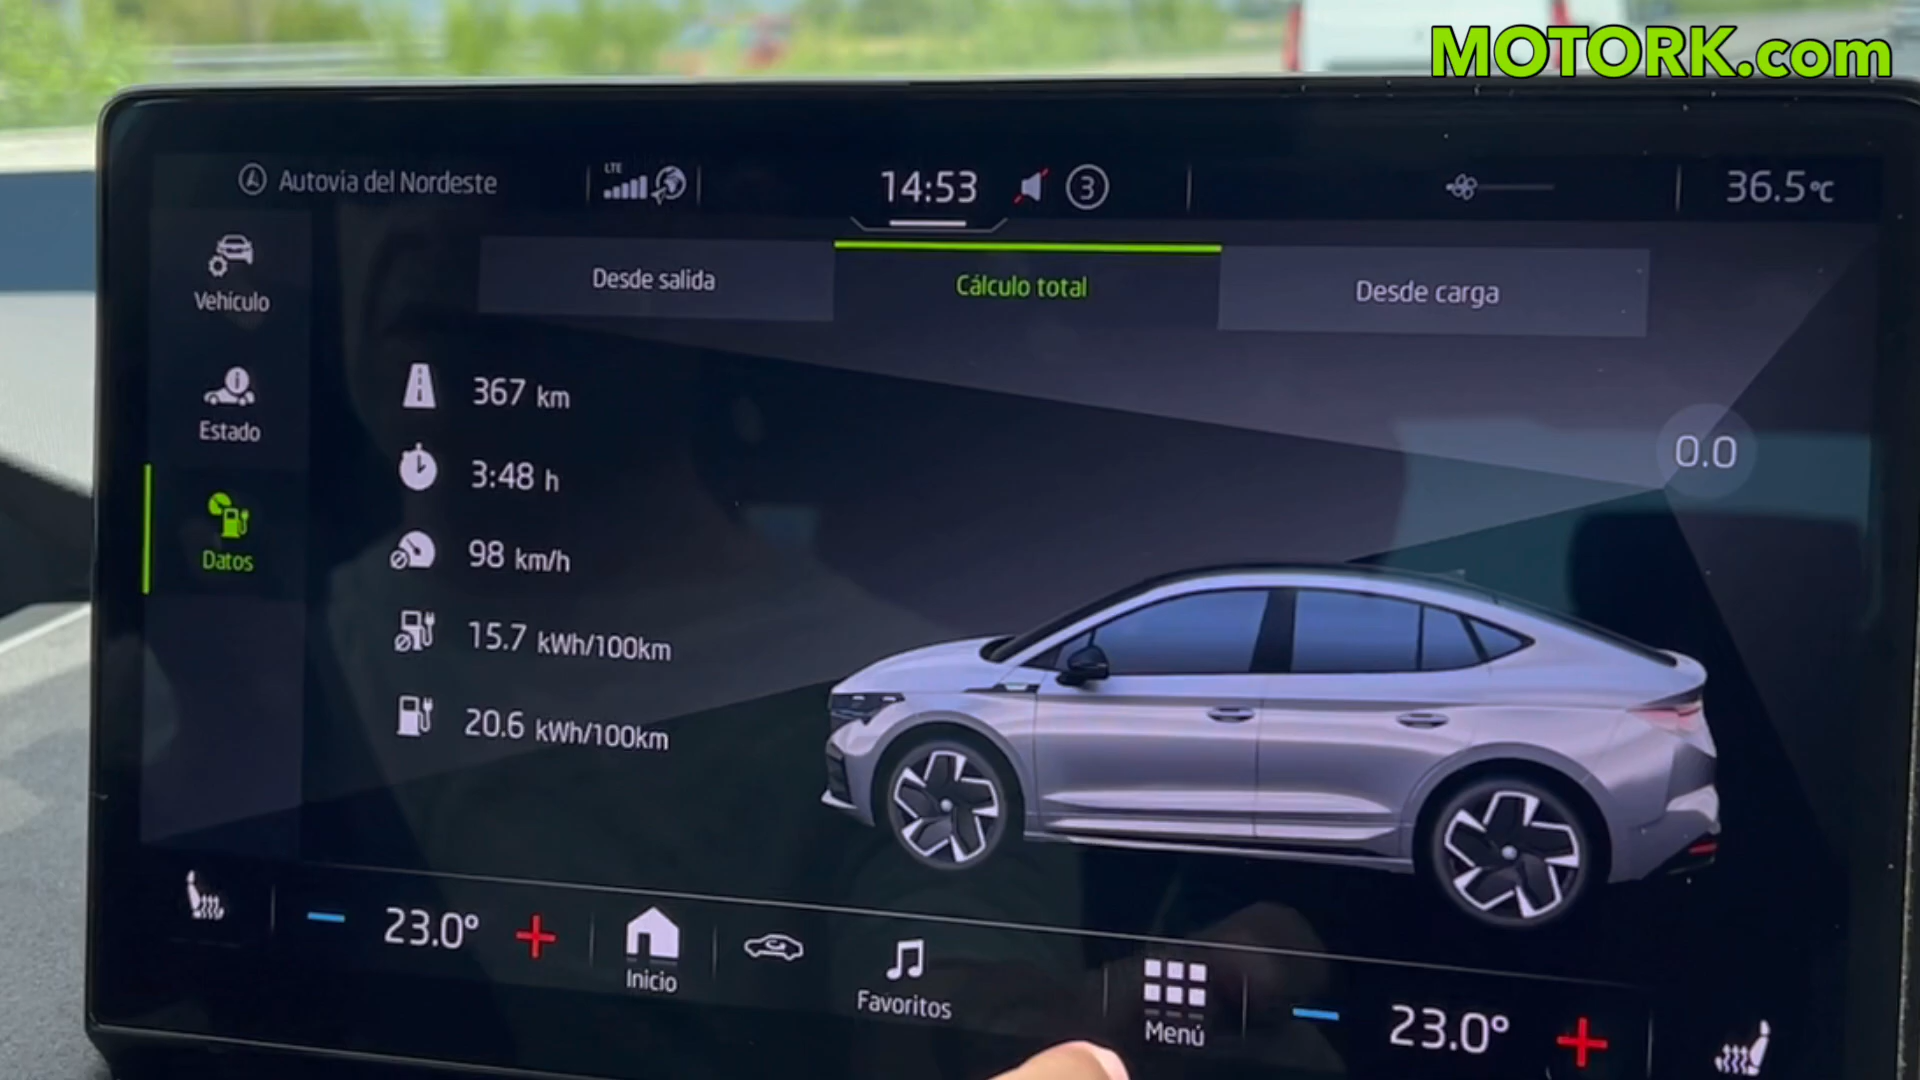 MOTORK.com
Autovia del Nordeste
LTE
14:53
3
36.5°C
Vehículo
Desde salida
Cálculo total
Desde carga
Estado
Datos
367 km
3:48 h
98 km/h
15.7 kWh/100km
20.6 kWh/100km
0.0
23.0°
Inicio
Favoritos
Menú
23.0°